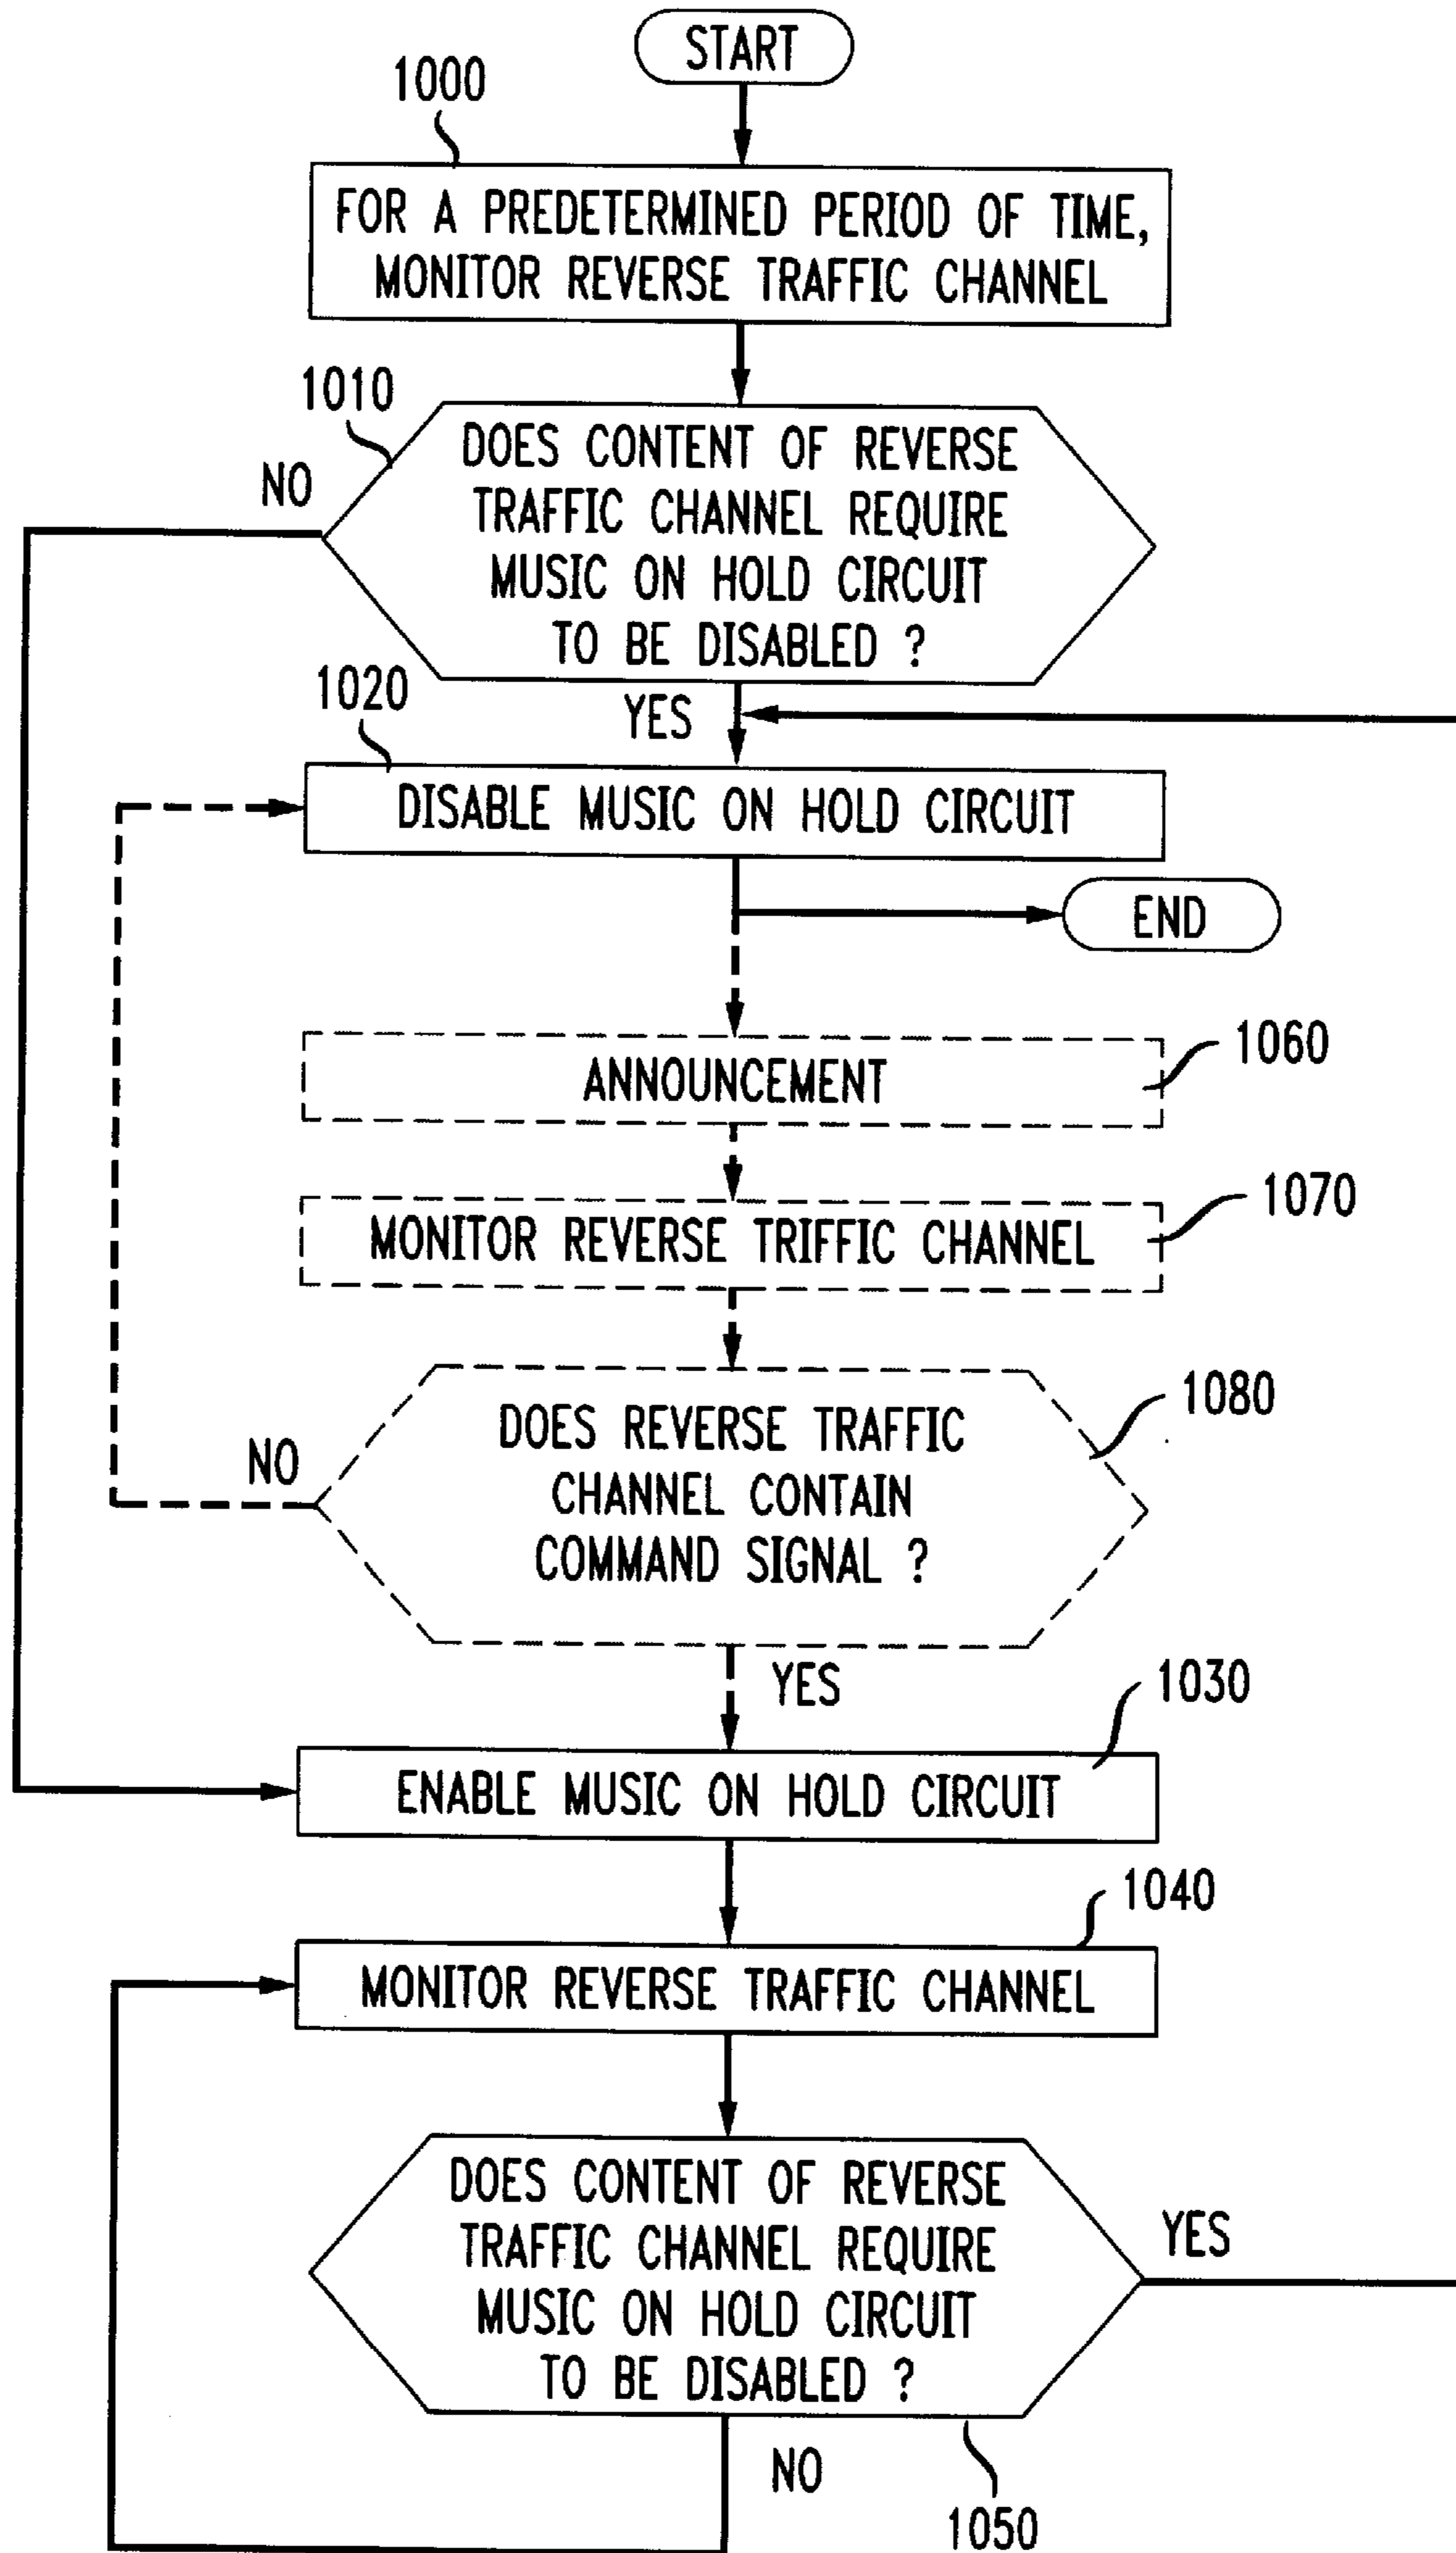 START
1000
FOR A PREDETERMINED PERIOD OF TIME,
MONITOR REVERSE TRAFFIC CHANNEL
1010
NO
DOES CONTENT OF REVERSE
TRAFFIC CHANNEL REQUIRE
MUSIC ON HOLD CIRCUIT
TO BE DISABLED ?
1020
YES
DISABLE MUSIC ON HOLD CIRCUIT
END
ANNOUNCEMENT
1060
MONITOR REVERSE TRIFFIC CHANNEL
1070
DOES REVERSE TRAFFIC
CHANNEL CONTAIN
COMMAND SIGNAL ?
1080
NO
YES
1030
ENABLE MUSIC ON HOLD CIRCUIT
1040
MONITOR REVERSE TRAFFIC CHANNEL
DOES CONTENT OF REVERSE
TRAFFIC CHANNEL REQUIRE
MUSIC ON HOLD CIRCUIT
TO BE DISABLED ?
YES
NO
1050